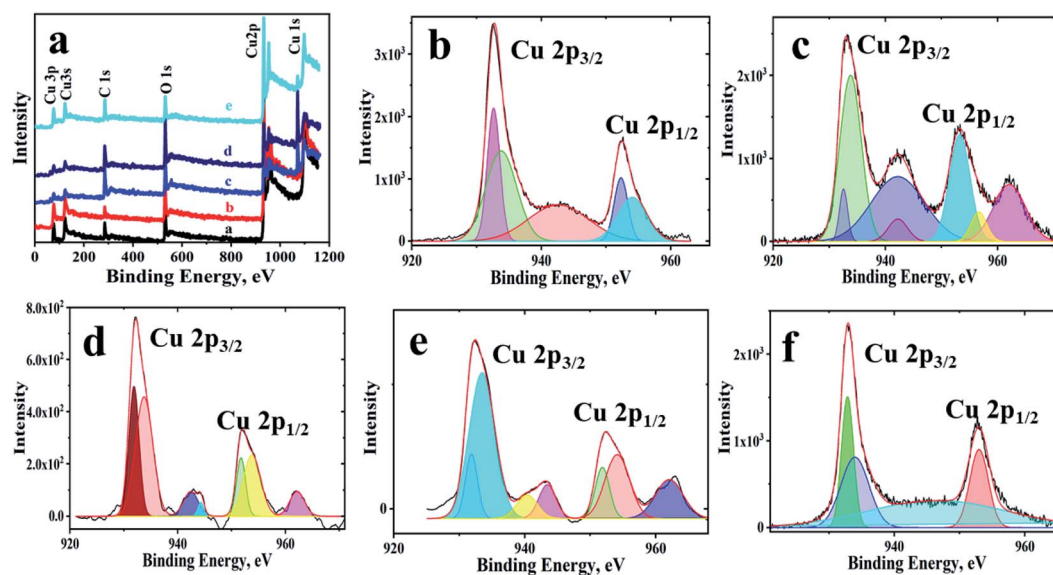 a
Intensity
Cu 3p
Cu3s
C 1s
O 1s
Cu2p
Cu 1s
e
d
c
b
a
0 200 400 600 800 1000 1200
Binding Energy, eV
b
Cu 2p3/2
Cu 2p1/2
Intensity
3x10³
2x10³
1x10³
0
920 940 960
Binding Energy, eV
c
Cu 2p3/2
Cu 2p1/2
Intensity
2x10³
1x10³
0
920 940 960
Binding Energy, eV
d
Cu 2p3/2
Cu 2p1/2
Intensity
8.0x10²
6.0x10²
4.0x10²
2.0x10²
0.0
920 940 960
Binding Energy, eV
e
Cu 2p3/2
Cu 2p1/2
Intensity
0
920 940 960
Binding Energy, eV
f
Cu 2p3/2
Cu 2p1/2
Intensity
2x10³
1x10³
0
940 960
Binding Energy, eV